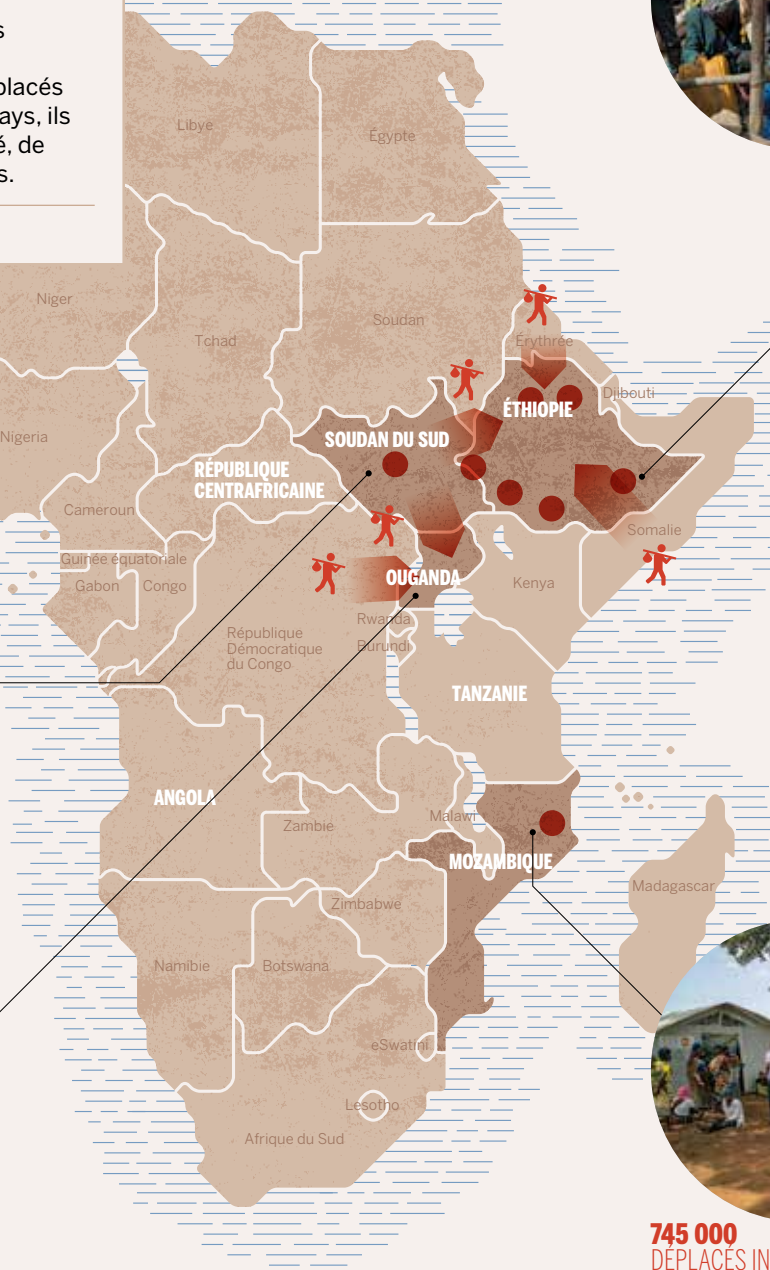 s
placés
ays, ils
é, de
s.
Libye
Égypte
Niger
Tchad
Soudan
Érythrée
Djibouti
Nigeria
SOUDAN DU SUD
ÉTHIOPIE
RÉPUBLIQUE
CENTRAFRICAINE
Cameroun
Somalie
Guinée équatoriale
Gabon
Congo
OUGANDA
Kenya
Rwanda
Burundi
République
Démocratique
du Congo
TANZANIE
ANGOLA
Zambie
Malawi
MOZAMBIQUE
Madagascar
Zimbabwe
Namibie
Botswana
eSwatini
Lesotho
Afrique du Sud
745 000
DÉPLACÉS IN